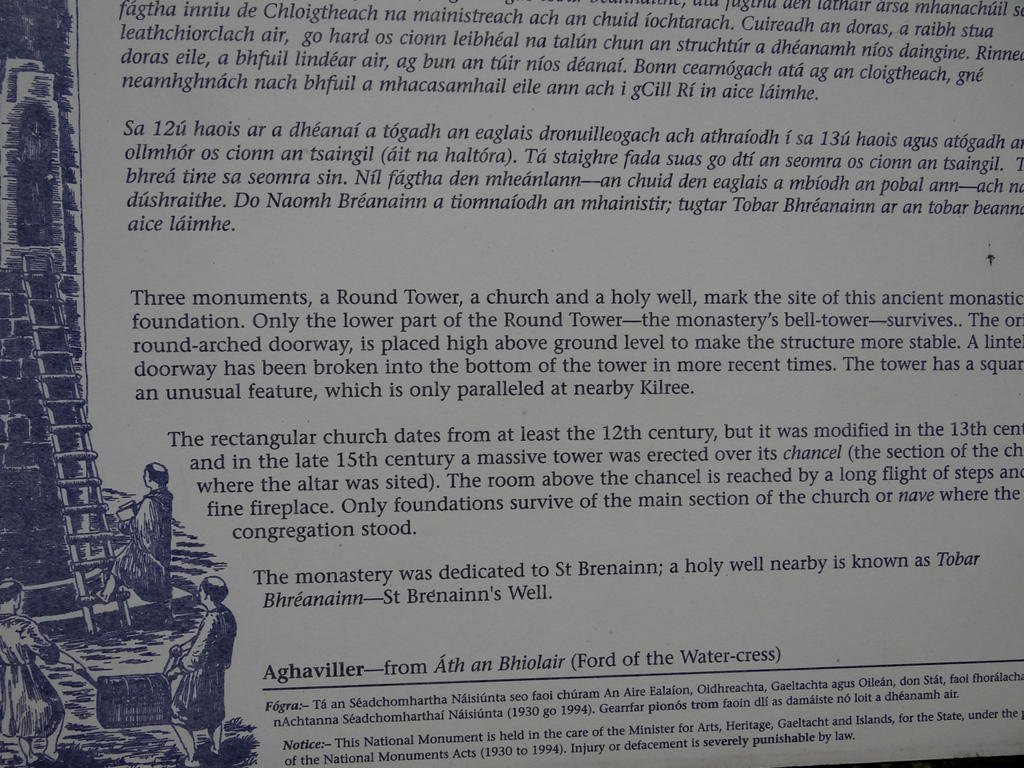 fágtha inniu de Chloigtheach na mainistreach ach an chuid íochtarach. Cuireadh an doras, a raibh stua
leathchiorclach air, go hard os cionn leibhéal na talún chun an struchtúr a dhéanamh níos daingine.
doras eile, a bhfuil lindéar air, ag bun an túir níos déanaí. Bonn cearnógach atá ag an cloigtheach, gné
neamhghnách nach bhfuil a mhacasamhail eile ann ach i gCill Rí in aice láimhe.
Sa 12ú haois ar a dhéanaí a tógadh an eaglais dronuilleogach ach athraíodh í sa 13ú haois agus atógadh
ollmhór os cionn an tsaingil (áit na haltóra). Tá staighre fada suas go dtí an seomra os cionn an tsaingil.
bhreá tine sa seomra sin. Níl fágtha den mheánlann—an chuid den eaglais a mbíodh an pobal ann—ach
dúshraithe. Do Naomh Bréanainn a tiomnaíodh an mhainistir; tugtar Tobar Bhréanainn ar an tobar
aice láimhe.
Three monuments, a Round Tower, a church and a holy well, mark the site of this ancient monastic
foundation. Only the lower part of the Round Tower—the monastery's bell-tower—survives.. The
round-arched doorway, is placed high above ground level to make the structure more stable. A
doorway has been broken into the bottom of the tower in more recent times. The tower has a
an unusual feature, which is only paralleled at nearby Kilree.
The rectangular church dates from at least the 12th century, but it was modified in the 13th
and in the late 15th century a massive tower was erected over its chancel (the section of the
where the altar was sited). The room above the chancel is reached by a long flight of steps
fine fireplace. Only foundations survive of the main section of the church or nave where the
congregation stood.
The monastery was dedicated to St Brenainn; a holy well nearby is known as Tobar
Bhréanainn—St Brenainn's Well.
Aghaviller—from Áth an Bhiolair (Ford of the Water-cress)
Fógra:– Tá an Séadchomhartha Náisiúnta seo faoi chúram An Aire Ealaíon, Oidhreachta, Gaeltachta agus Oileán, don Stát, faoi
nAchtanna Séadchomharthaí Náisiúnta (1930 go 1994). Gearrfar pionós trom faoin dlí as damáiste nó loit a dhéanamh air.
Notice:– This National Monument is held in the care of the Minister for Arts, Heritage, Gaeltacht and Islands, for the State, under the
of the National Monuments Acts (1930 to 1994). Injury or defacement is severely punishable by law.